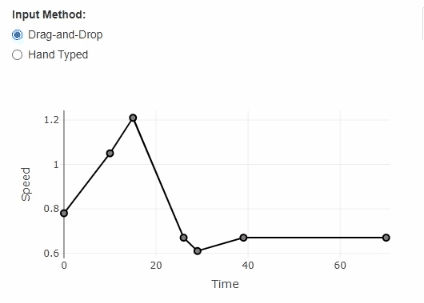 Input Method:
Drag-and-Drop
Hand Typed
1.2
1
0.8
0.6
Speed
0
20
40
60
Time